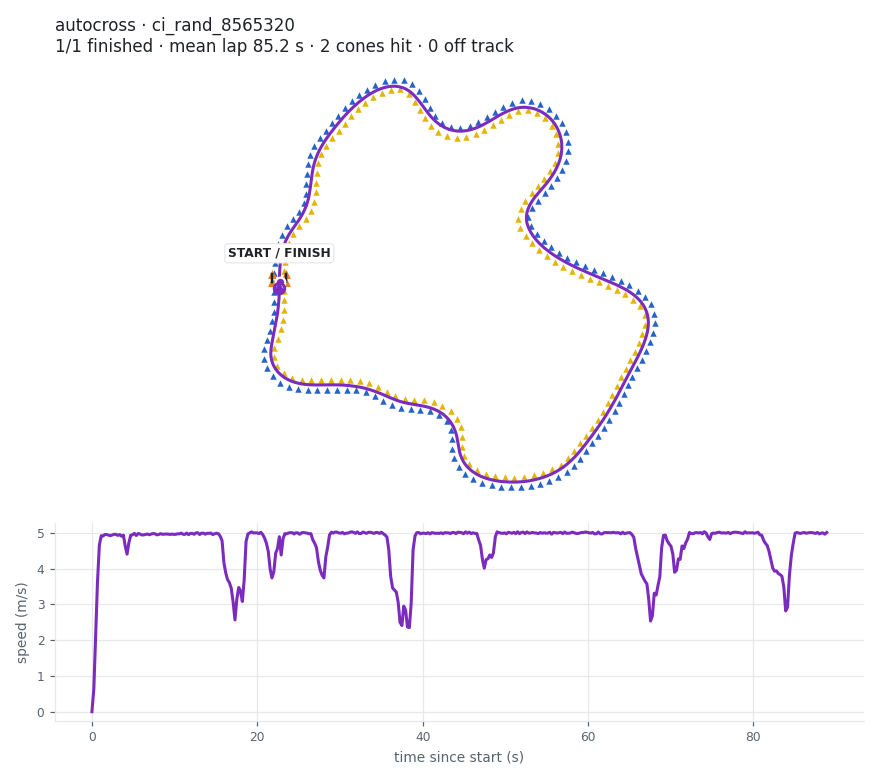 autocross · ci_rand_8565320
1/1 finished · mean lap 85.2 s · 2 cones hit · 0 off track
START / FINISH
5
4
3
2
1
0
speed (m/s)
0 20 40 60 80
time since start (s)